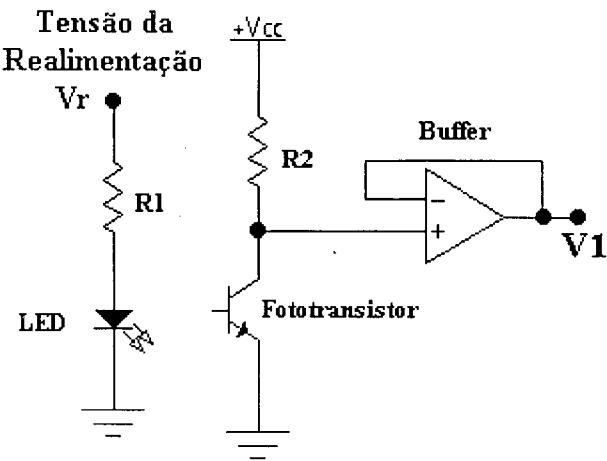 Tensão da
Realimentação
Vr
+Vcc
R1
R2
LED
Fototransistor
Buffer
−
+
V1